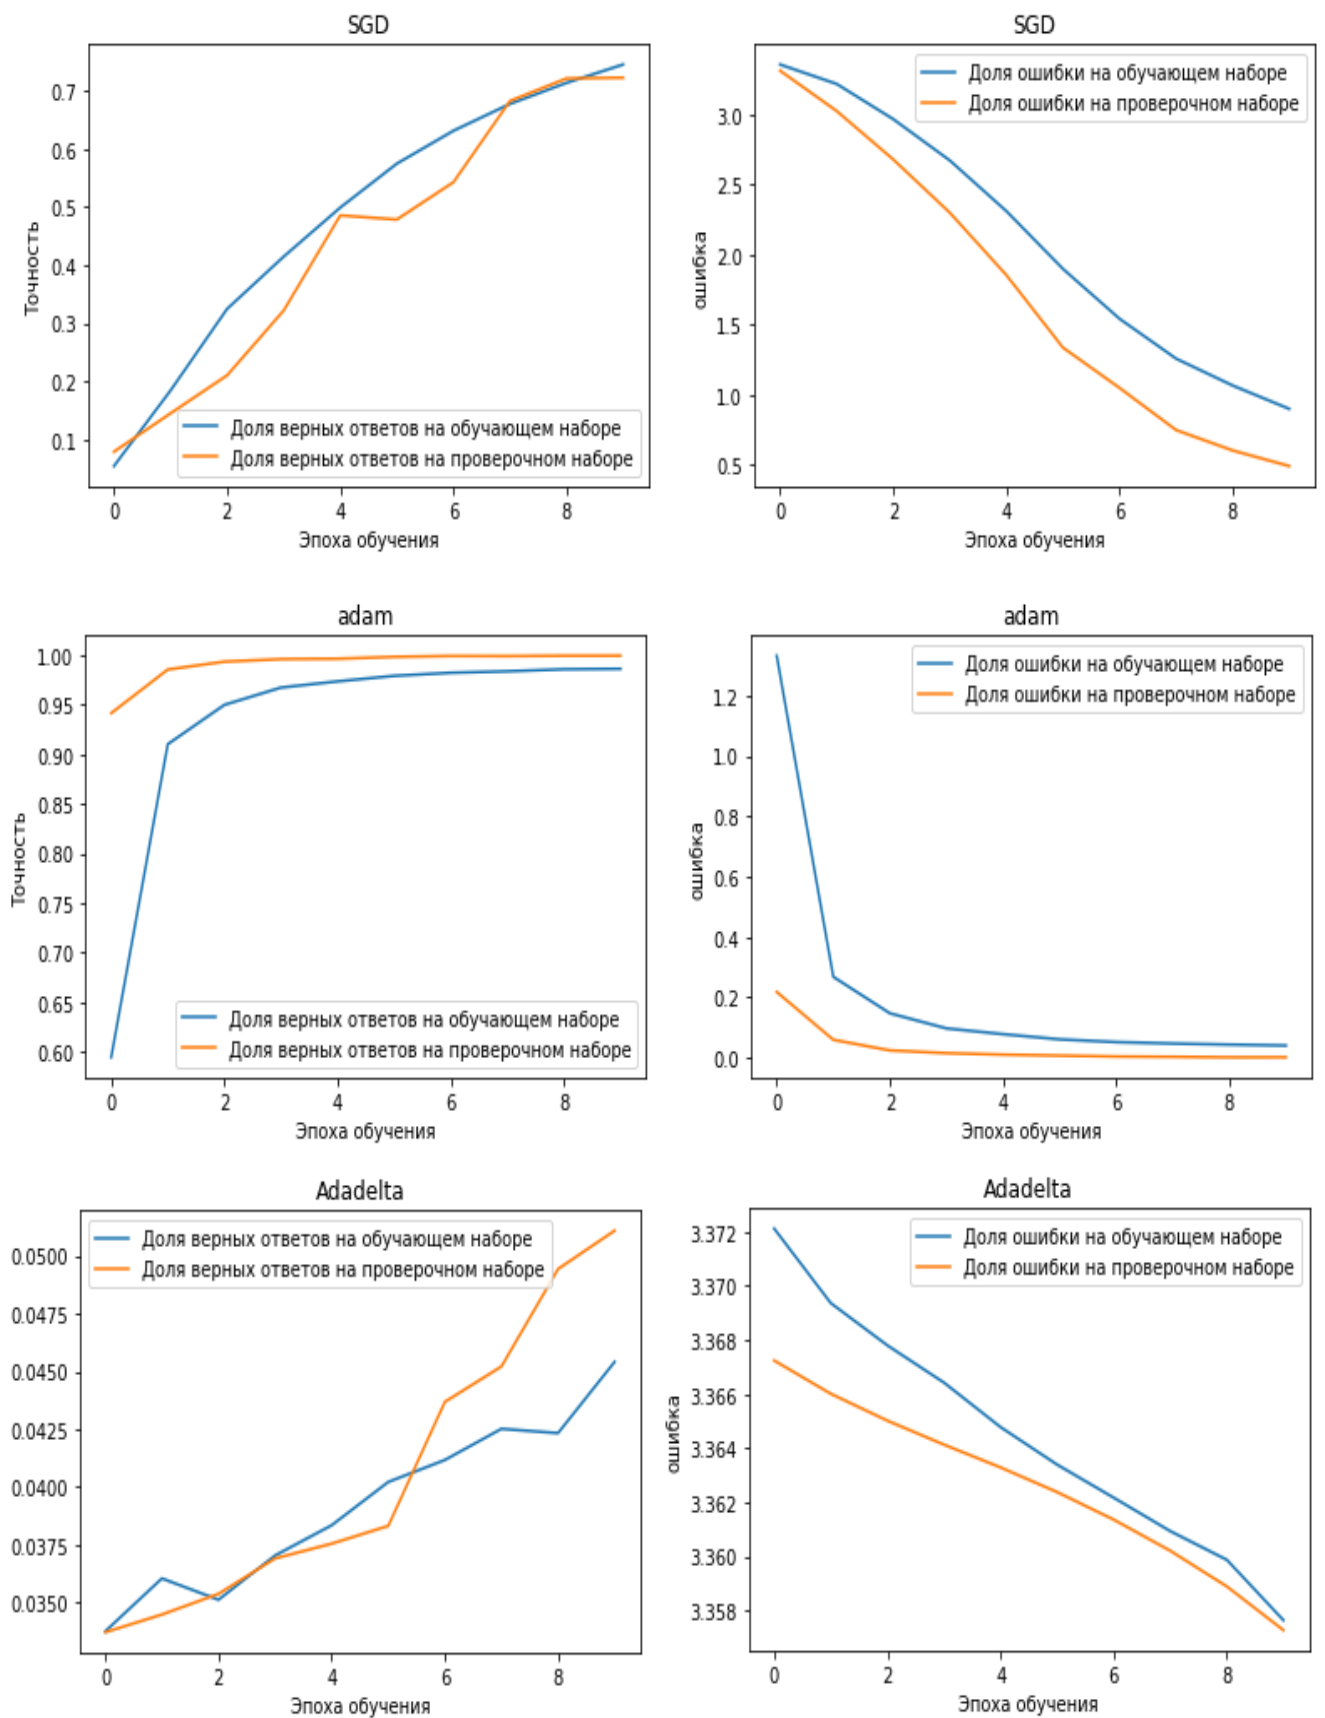 SGD
0.7
0.6
0.5
0.4
0.3
0.2
0.1
Точность
Доля верных ответов на обучающем наборе
Доля верных ответов на проверочном наборе
0 2 4 6 8
Эпоха обучения
SGD
Доля ошибки на обучающем наборе
Доля ошибки на проверочном наборе
3.0
2.5
2.0
1.5
1.0
0.5
ошибка
0 2 4 6 8
Эпоха обучения
adam
1.00
0.95
0.90
0.85
0.80
0.75
0.70
0.65
0.60
Точность
Доля верных ответов на обучающем наборе
Доля верных ответов на проверочном наборе
0 2 4 6 8
Эпоха обучения
adam
Доля ошибки на обучающем наборе
Доля ошибки на проверочном наборе
1.2
1.0
0.8
0.6
0.4
0.2
0.0
ошибка
0 2 4 6 8
Эпоха обучения
Adadelta
Доля верных ответов на обучающем наборе
Доля верных ответов на проверочном наборе
0.0500
0.0475
0.0450
0.0425
0.0400
0.0375
0.0350
0 2 4 6 8
Эпоха обучения
Adadelta
Доля ошибки на обучающем наборе
Доля ошибки на проверочном наборе
3.372
3.370
3.368
3.366
3.364
3.362
3.360
3.358
ошибка
0 2 4 6 8
Эпоха обучения